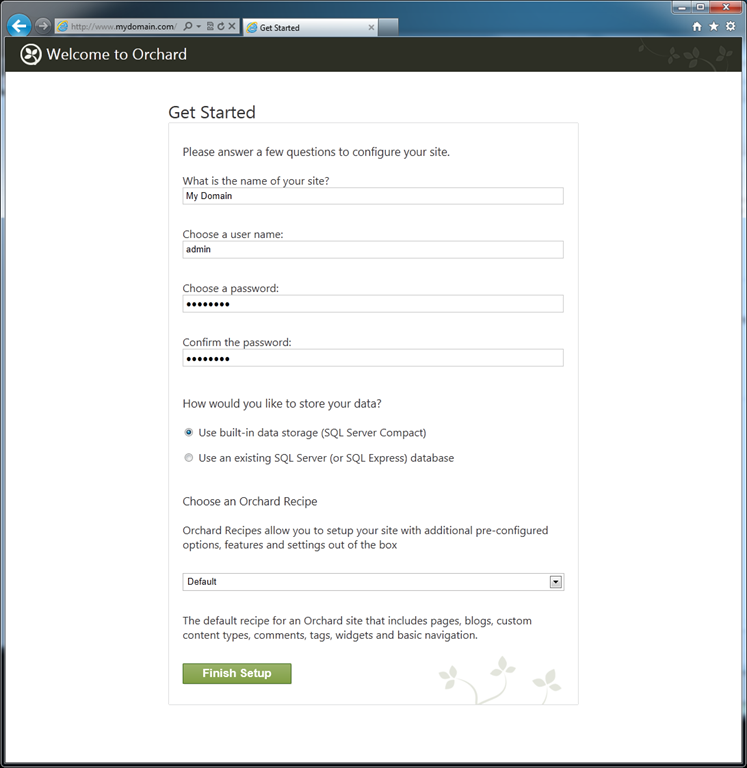 http://www.mydomain.com/
Get Started
Welcome to Orchard
Get Started
Please answer a few questions to configure your site.
What is the name of your site?
My Domain
Choose a user name:
admin
Choose a password:
●●●●●●●●
Confirm the password:
●●●●●●●●
How would you like to store your data?
Use built-in data storage (SQL Server Compact)
Use an existing SQL Server (or SQL Express) database
Choose an Orchard Recipe
Orchard Recipes allow you to setup your site with additional pre-configured
options, features and settings out of the box
Default
The default recipe for an Orchard site that includes pages, blogs, custom
content types, comments, tags, widgets and basic navigation.
Finish Setup